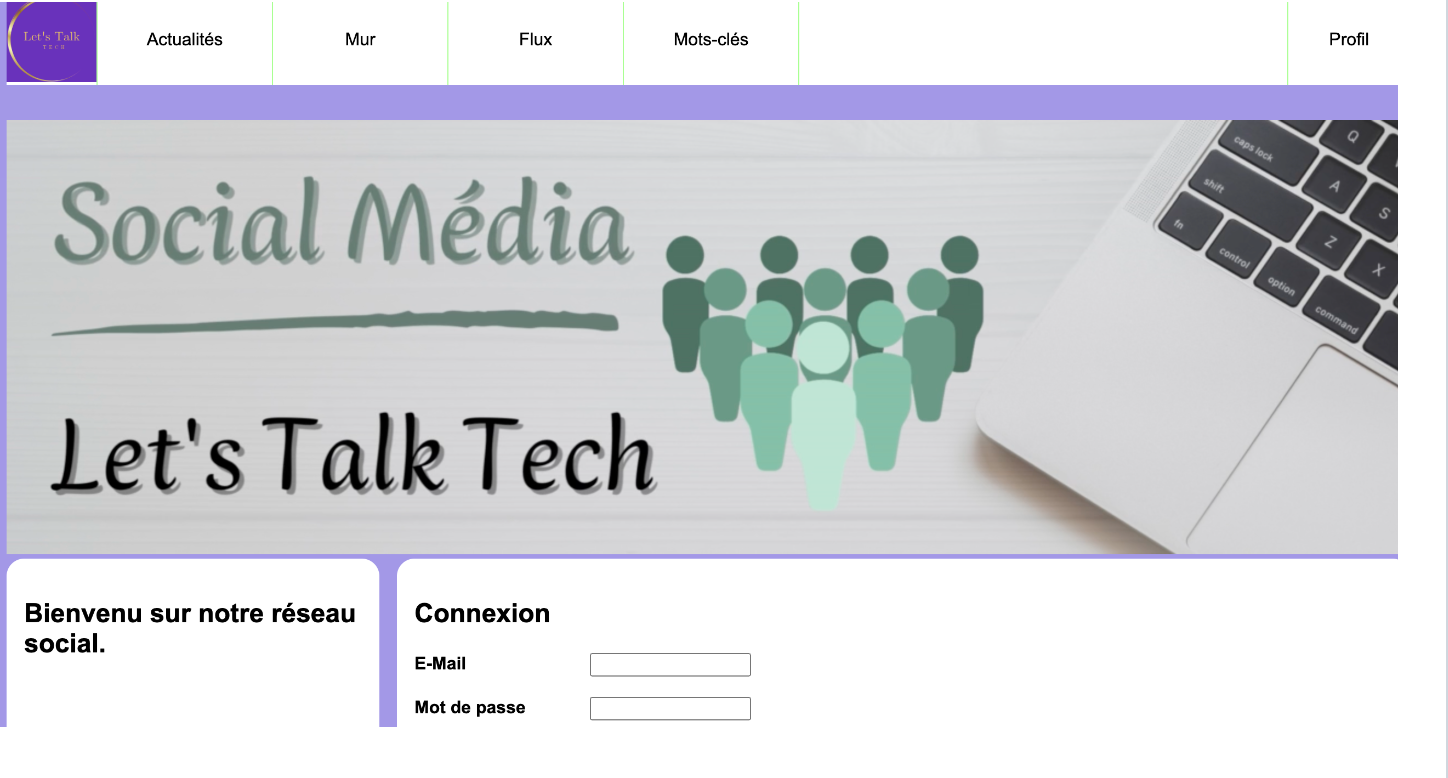 Let's Talk
TECH
Actualités
Mur
Flux
Mots-clés
Profil
Social Média
Let's Talk Tech
caps lock
Q
shift
A
S
fn
Z
control
X
option
command
Bienvenu sur notre réseau
social.
Connexion
E-Mail
Mot de passe